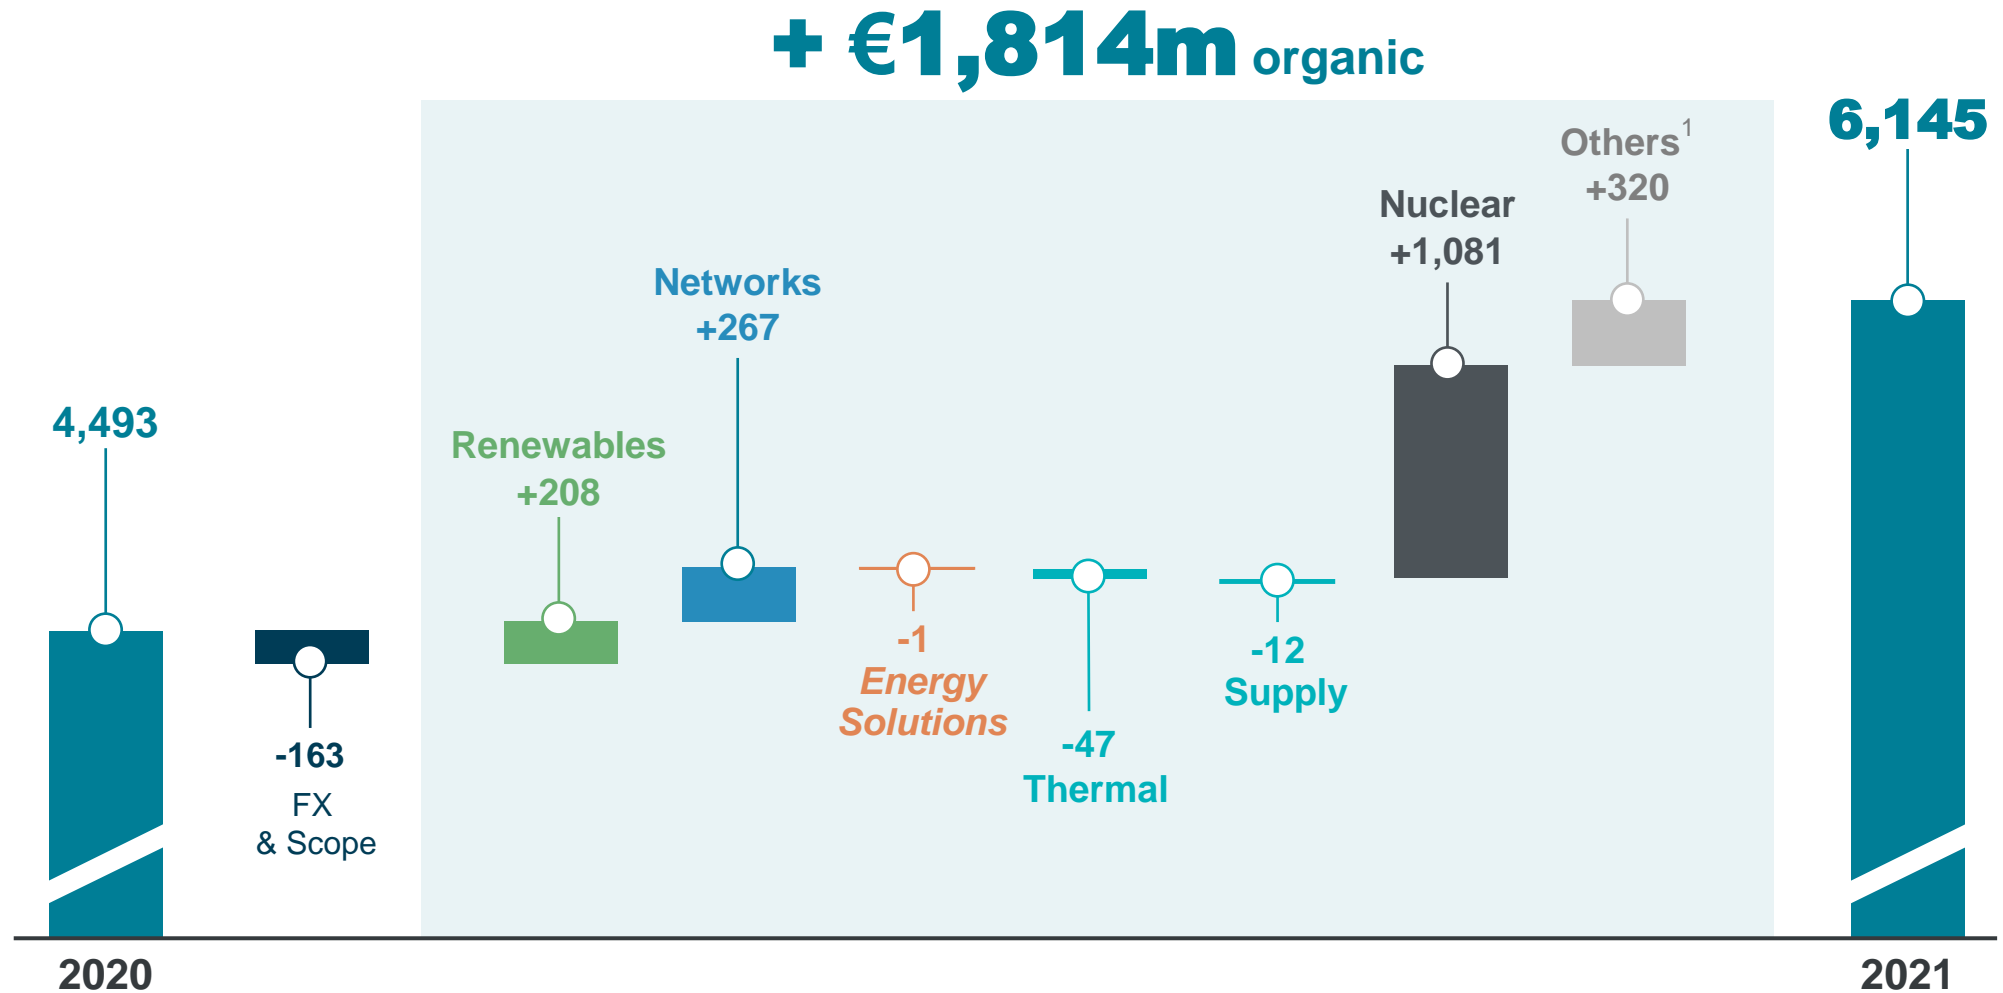 + €1,814m organic
6,145
Others1
+320
Nuclear
+1,081
Networks
+267
4,493
Renewables
+208
-1
Energy
Solutions
-12
Supply
-47
Thermal
-163
FX
& Scope
2020
2021